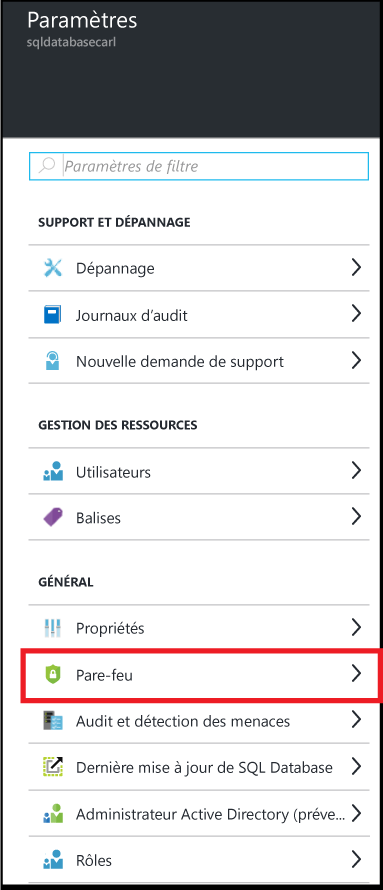 Paramètres
sqldatabasecarl
Paramètres de filtre
SUPPORT ET DÉPANNAGE
Dépannage
Journaux d'audit
Nouvelle demande de support
GESTION DES RESSOURCES
Utilisateurs
Balises
GÉNÉRAL
Propriétés
Pare-feu
Audit et détection des menaces
Dernière mise à jour de SQL Database
Administrateur Active Directory (préve...
Rôles